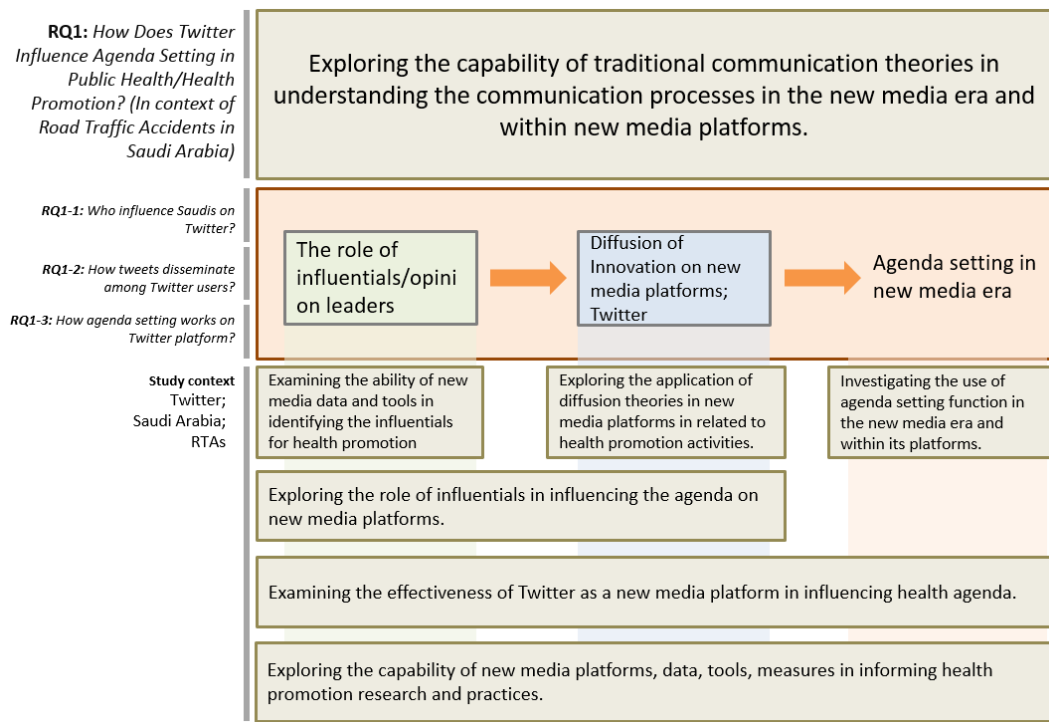 RQ1: How Does Twitter
Influence Agenda Setting in
Public Health/Health
Promotion? (In context of
Road Traffic Accidents in
Saudi Arabia)
Exploring the capability of traditional communication theories in
understanding the communication processes in the new media era and
within new media platforms.
RQ1-1: Who influence Saudis on
Twitter?
RQ1-2: How tweets disseminate
among Twitter users?
RQ1-3: How agenda setting works on
Twitter platform?
The role of
influentials/opini
on leaders
Diffusion of
Innovation on new
media platforms;
Twitter
Agenda setting in
new media era
Study context
Twitter;
Saudi Arabia;
RTAs
Examining the ability of new
media data and tools in
identifying the influentials
for health promotion
Exploring the application of
diffusion theories in new
media platforms in related to
health promotion activities.
Investigating the use of
agenda setting function in
the new media era and
within its platforms.
Exploring the role of influentials in influencing the agenda on
new media platforms.
Examining the effectiveness of Twitter as a new media platform in influencing health agenda.
Exploring the capability of new media platforms, data, tools, measures in informing health
promotion research and practices.